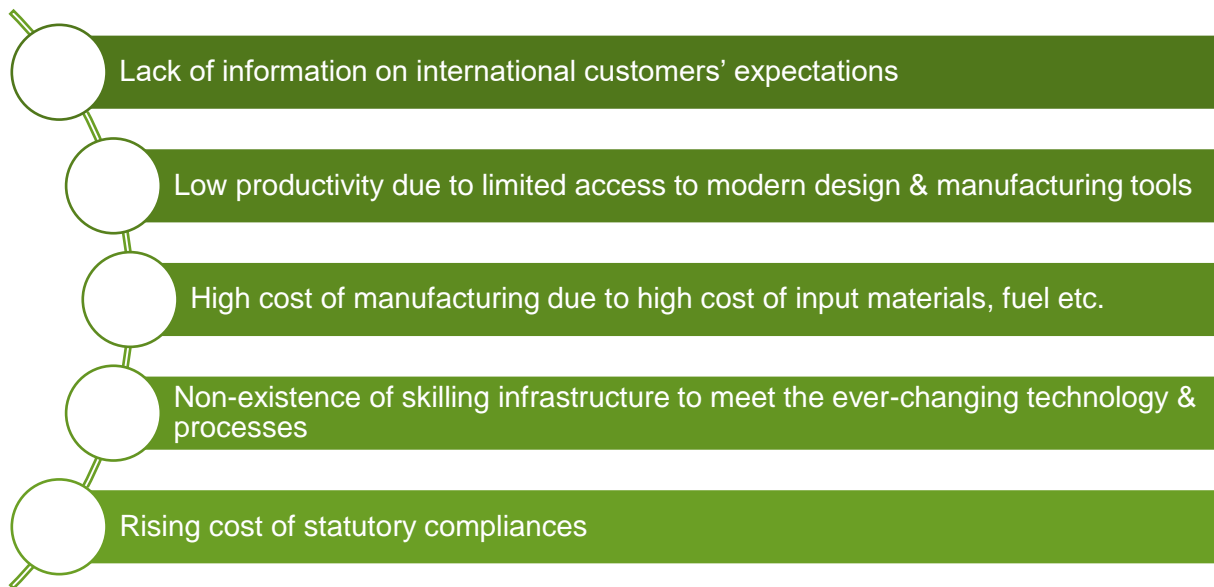 Lack of information on international customers’ expectations
Low productivity due to limited access to modern design & manufacturing tools
High cost of manufacturing due to high cost of input materials, fuel etc.
Non-existence of skilling infrastructure to meet the ever-changing technology &
processes
Rising cost of statutory compliances